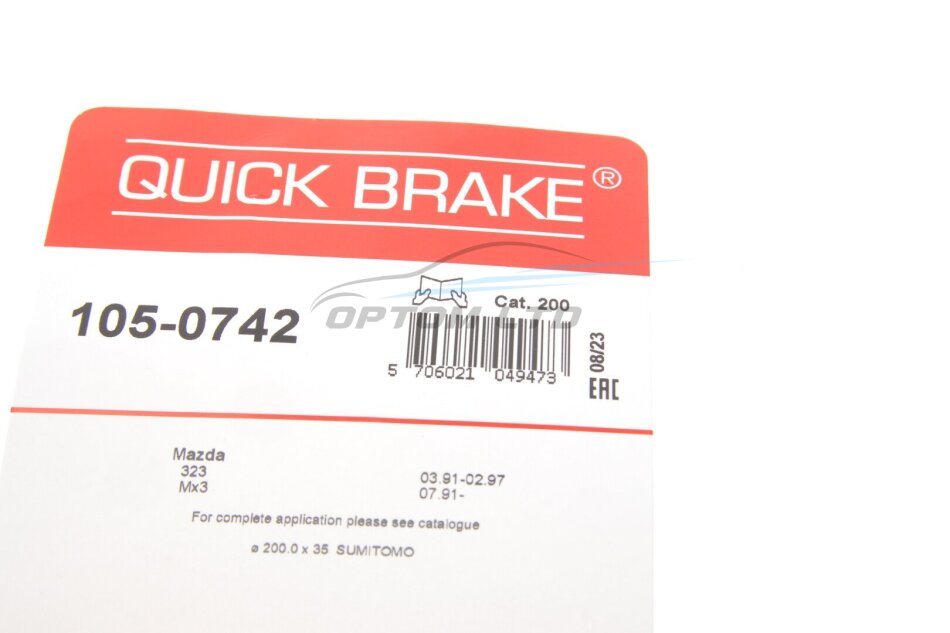 QUICK BRAKE®
105-0742
Cat. 200
OPTOM LTD
5 706021 049473
08/23
EAC
Mazda
323 03.91-02.97
Mx3 07.91-
For complete application please see catalogue
ø 200.0 x 35 SUMITOMO